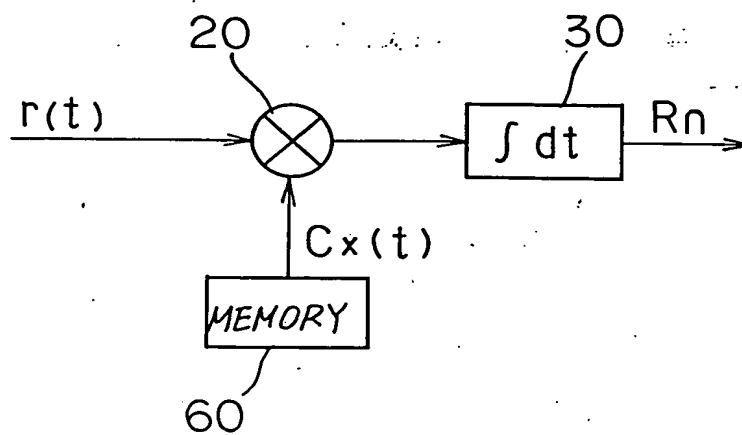 20
30
r(t)
∫ dt
Rn
Cx(t)
MEMORY
60